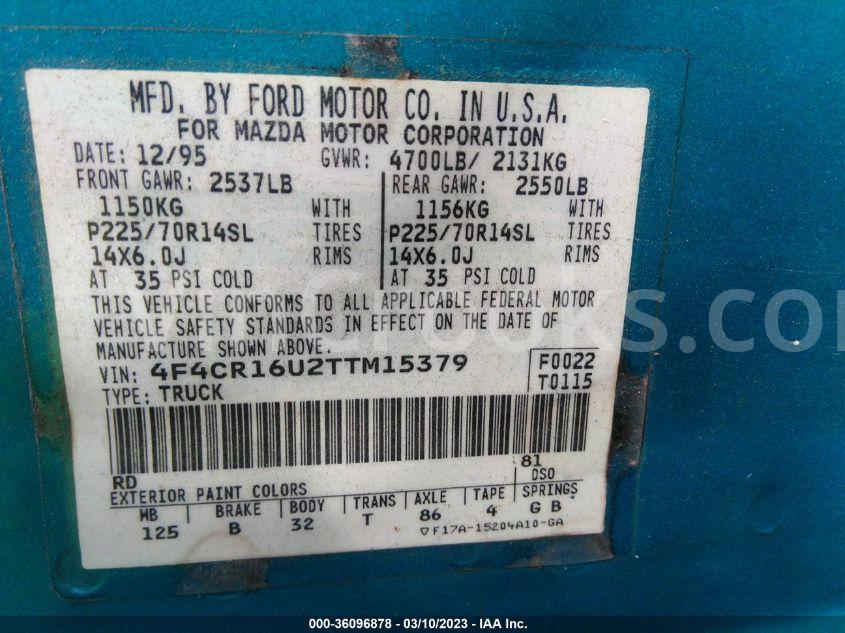 MFD. BY FORD MOTOR CO. IN U.S.A.
FOR MAZDA MOTOR CORPORATION
DATE: 12/95 GVWR: 4700LB/ 2131KG
FRONT GAWR: 2537LB REAR GAWR: 2550LB
1150KG WITH 1156KG WITH
P225/70R14SL TIRES P225/70R14SL TIRES
14X6.0J RIMS 14X6.0J RIMS
AT 35 PSI COLD AT 35 PSI COLD
THIS VEHICLE CONFORMS TO ALL APPLICABLE FEDERAL MOTOR
VEHICLE SAFETY STANDARDS IN EFFECT ON THE DATE OF
MANUFACTURE SHOWN ABOVE.
VIN: 4F4CR16U2TTM15379 F0022
TYPE: TRUCK T0115
RD 81
EXTERIOR PAINT COLORS DSO
WB BRAKE BODY TRANS AXLE TAPE SPRINGS
125 B 32 T 86 4 G B
▽F17A-15204A10-GA
000-36096878 - 03/10/2023 - IAA Inc.